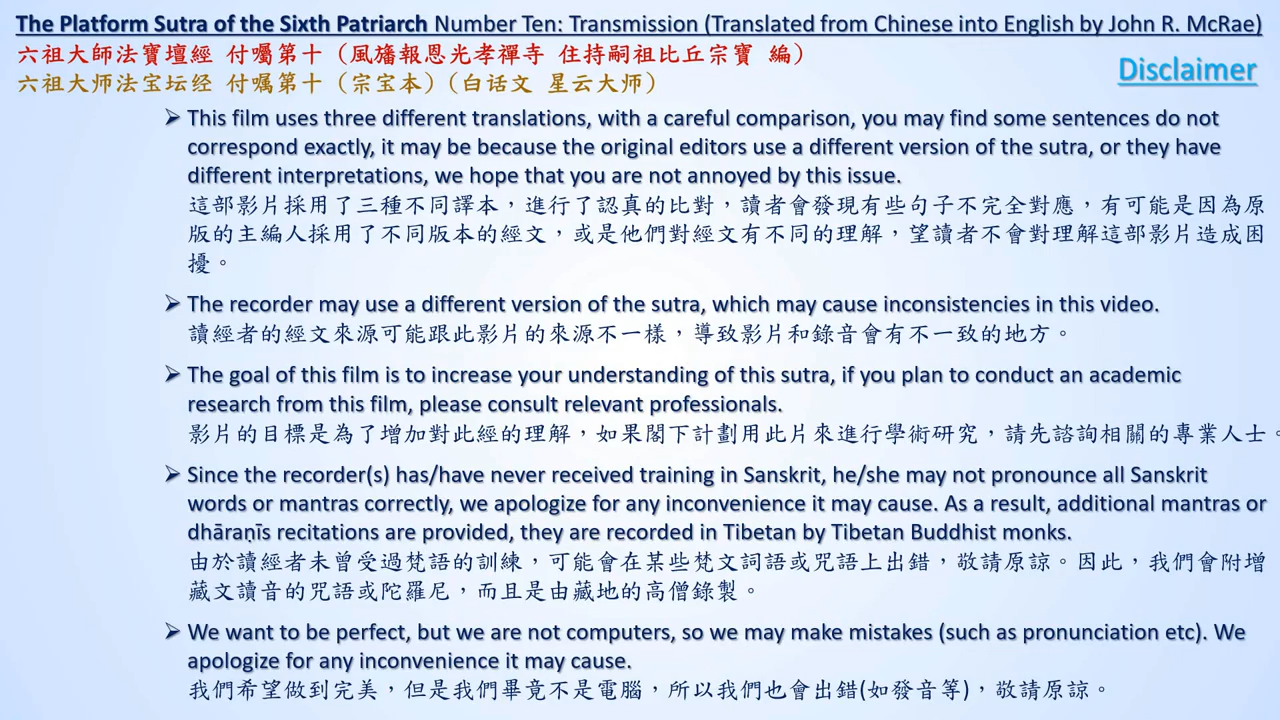 The Platform Sutra of the Sixth Patriarch Number Ten: Transmission (Translated from Chinese into English by John R. McRae)
六祖大師法寶壇經 付囑第十（風旛報恩光孝禪寺 住持嗣祖比丘宗寶 編）
六祖大师法宝坛经 付嘱第十（宗宝本）（白话文 星云大师）
Disclaimer
➢ This film uses three different translations, with a careful comparison, you may find some sentences do not
correspond exactly, it may be because the original editors use a different version of the sutra, or they have
different interpretations, we hope that you are not annoyed by this issue.
這部影片採用了三種不同譯本，進行了認真的比對，讀者會發現有些句子不完全對應，有可能是因為原
版的主編人採用了不同版本的經文，或是他們對經文有不同的理解，望讀者不會對理解這部影片造成困
擾。
➢ The recorder may use a different version of the sutra, which may cause inconsistencies in this video.
讀經者的經文來源可能跟此影片的來源不一樣，導致影片和錄音會有不一致的地方。
➢ The goal of this film is to increase your understanding of this sutra, if you plan to conduct an academic
research from this film, please consult relevant professionals.
影片的目標是為了增加對此經的理解，如果閣下計劃用此片來進行學術研究，請先諮詢相關的專業人士。
➢ Since the recorder(s) has/have never received training in Sanskrit, he/she may not pronounce all Sanskrit
words or mantras correctly, we apologize for any inconvenience it may cause. As a result, additional mantras or
dhāraṇīs recitations are provided, they are recorded in Tibetan by Tibetan Buddhist monks.
由於讀經者未曾受過梵語的訓練，可能會在某些梵文詞語或咒語上出錯，敬請原諒。因此，我們會附增
藏文讀音的咒語或陀羅尼，而且是由藏地的高僧錄製。
➢ We want to be perfect, but we are not computers, so we may make mistakes (such as pronunciation etc). We
apologize for any inconvenience it may cause.
我們希望做到完美，但是我們畢竟不是電腦，所以我們也會出錯(如發音等)，敬請原諒。